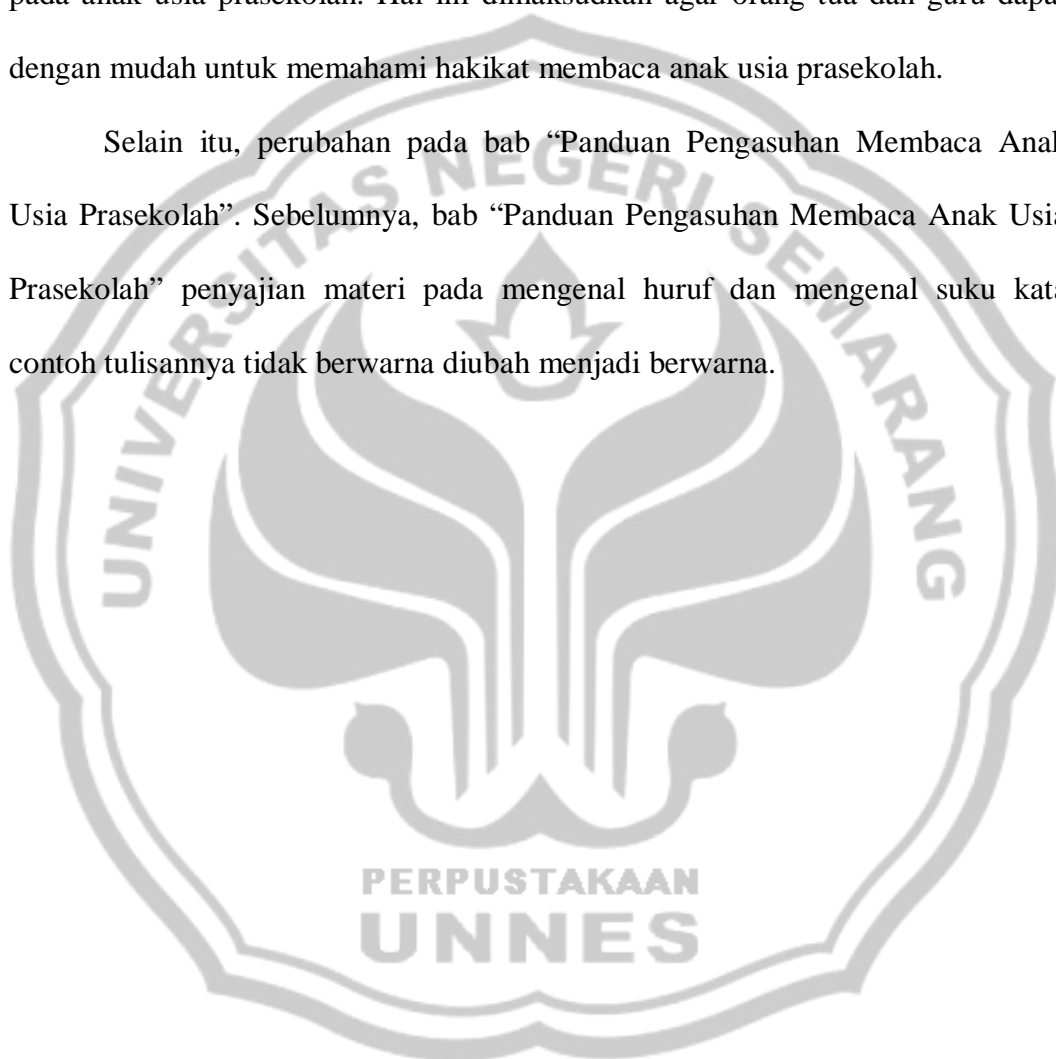 pada anak usia prasekolah. Hal ini dimaksudkan agar orang tua dan guru dapa
dengan mudah untuk memahami hakikat membaca anak usia prasekolah.
Selain itu, perubahan pada bab “Panduan Pengasuhan Membaca Anak
Usia Prasekolah”. Sebelumnya, bab “Panduan Pengasuhan Membaca Anak Usia
Prasekolah” penyajian materi pada mengenal huruf dan mengenal suku kata
contoh tulisannya tidak berwarna diubah menjadi berwarna.
UNIVERSITAS NEGERI SEMARANG
PERPUSTAKAAN
UNNES